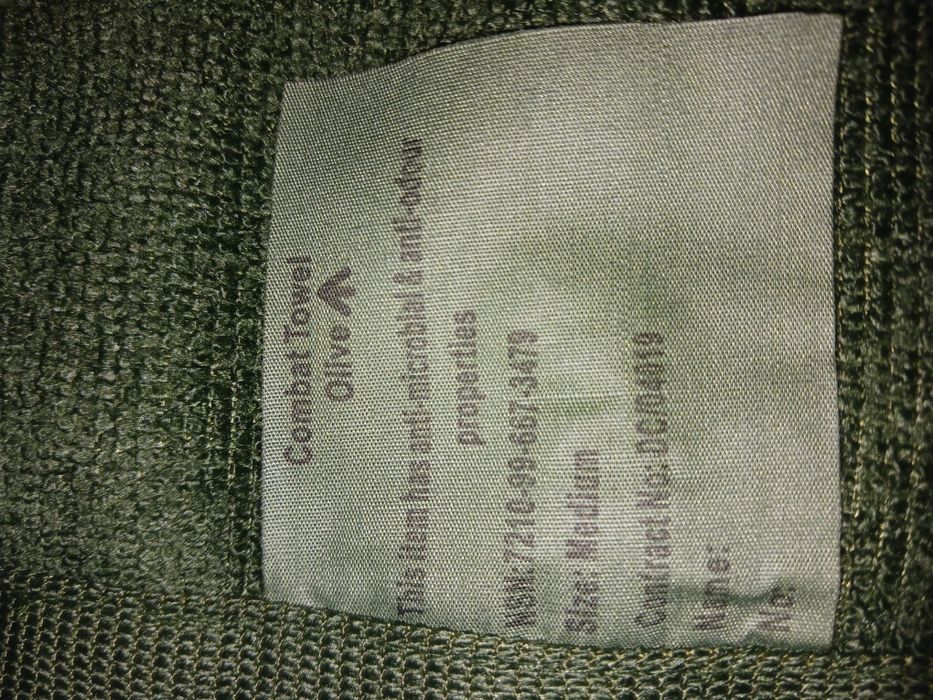 Combat Towel
Olive
This item has anti-microbial & anti-odour
properties
NSN:7210-99-667-3479
Size: Medium
Contract No: DC/04019
Name:
No: